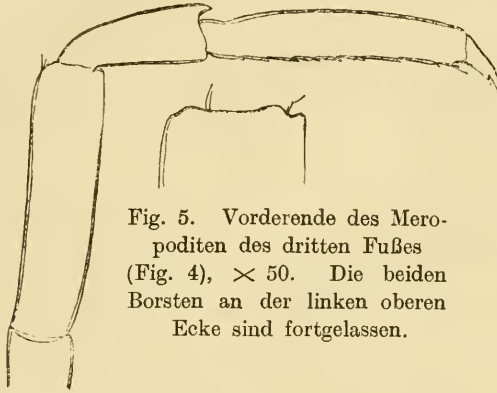 Fig. 5. Vorderende des Mero-
poditen des dritten Fußes
(Fig. 4), × 50. Die beiden
Borsten an der linken oberen
Ecke sind fortgelassen.